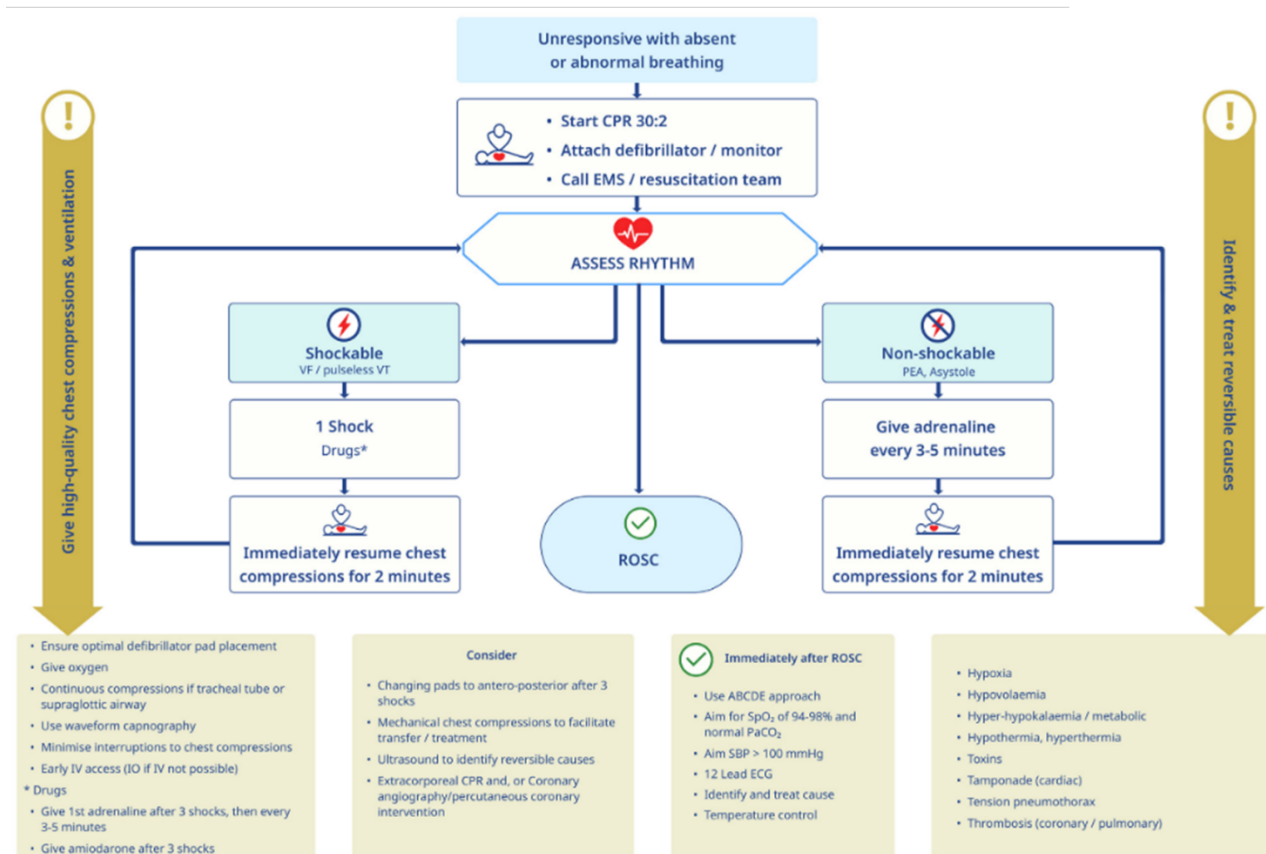 Unresponsive with absent
or abnormal breathing
• Start CPR 30:2
• Attach defibrillator / monitor
• Call EMS / resuscitation team
ASSESS RHYTHM
Give high-quality chest compressions & ventilation
Identify & treat reversible causes
Shockable
VF / pulseless VT
1 Shock
Drugs*
Immediately resume chest
compressions for 2 minutes
ROSC
Non-shockable
PEA, Asystole
Give adrenaline
every 3-5 minutes
Immediately resume chest
compressions for 2 minutes
• Ensure optimal defibrillator pad placement
• Give oxygen
• Continuous compressions if tracheal tube or
supraglottic airway
• Use waveform capnography
• Minimise interruptions to chest compressions
• Early IV access (IO if IV not possible)
* Drugs
• Give 1st adrenaline after 3 shocks, then every
3-5 minutes
• Give amiodarone after 3 shocks
Consider
• Changing pads to antero-posterior after 3
shocks
• Mechanical chest compressions to facilitate
transfer / treatment
• Ultrasound to identify reversible causes
• Extracorporeal CPR and, or Coronary
angiography/percutaneous coronary
intervention
Immediately after ROSC
• Use ABCDE approach
• Aim for SpO₂ of 94-98% and
normal PaCO₂
• Aim SBP > 100 mmHg
• 12 Lead ECG
• Identify and treat cause
• Temperature control
• Hypoxia
• Hypovolaemia
• Hyper-hypokalaemia / metabolic
• Hypothermia, hyperthermia
• Toxins
• Tamponade (cardiac)
• Tension pneumothorax
• Thrombosis (coronary / pulmonary)